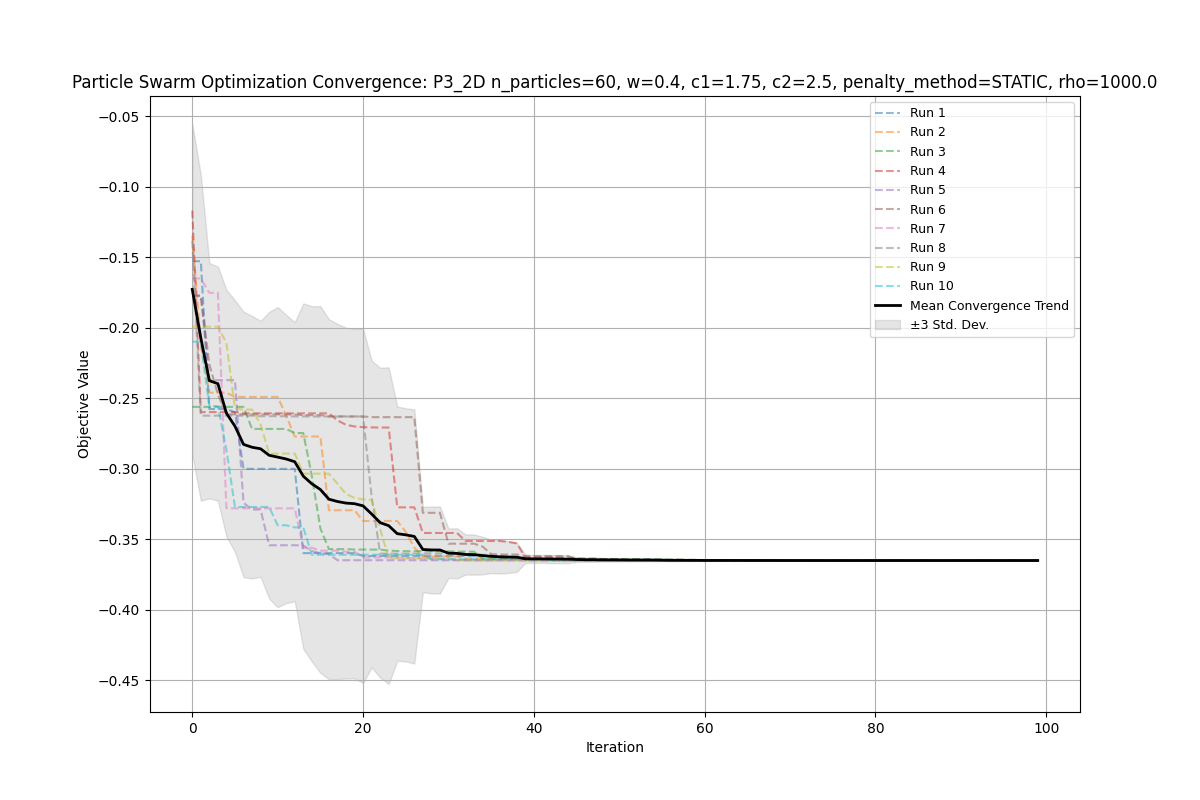 Particle Swarm Optimization Convergence: P3_2D n_particles=60, w=0.4, c1=1.75, c2=2.5, penalty_method=STATIC, rho=1000.0
−0.05
−0.10
−0.15
−0.20
−0.25
−0.30
−0.35
−0.40
−0.45
Objective Value
Run 1
Run 2
Run 3
Run 4
Run 5
Run 6
Run 7
Run 8
Run 9
Run 10
Mean Convergence Trend
±3 Std. Dev.
0 20 40 60 80 100
Iteration